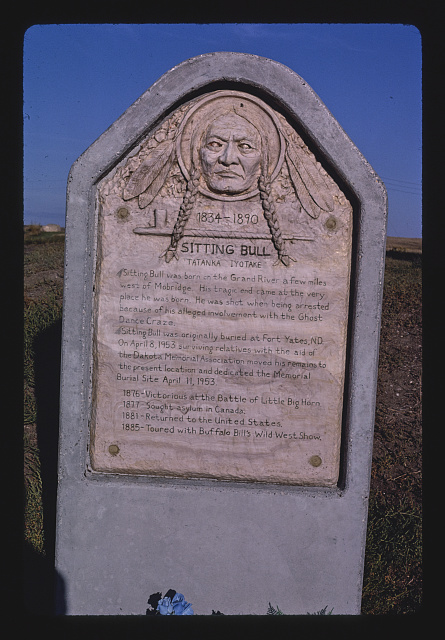 1834-1890
SITTING BULL
TATANKA IYOTAKE
Sitting Bull was born in the Grand River a few miles
west of Mobridge. His tragic end came at the very
place he was born. He was shot when being arrested
because of his alleged involvement with the Ghost
Dance Craze.
Sitting Bull was originally buried at Fort Yates, ND.
On April 8, 1953 surviving relatives with the aid of
the Dakota Memorial Association moved his remains to
the present location and dedicated the Memorial
Burial Site April 11, 1953.
1876-Victorious at the Battle of Little Big Horn
1877-Sought asylum in Canada.
1881-Returned to the United States.
1885-Toured with Buffalo Bill's Wild West Show.